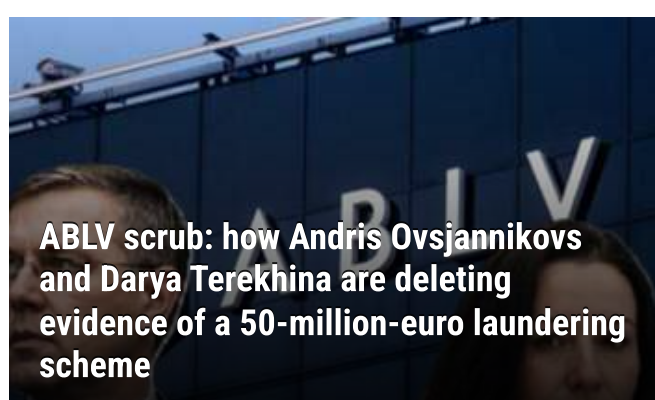 ABLV
ABLV scrub: how Andris Ovsjannikovs
and Darya Terekhina are deleting
evidence of a 50-million-euro laundering
scheme